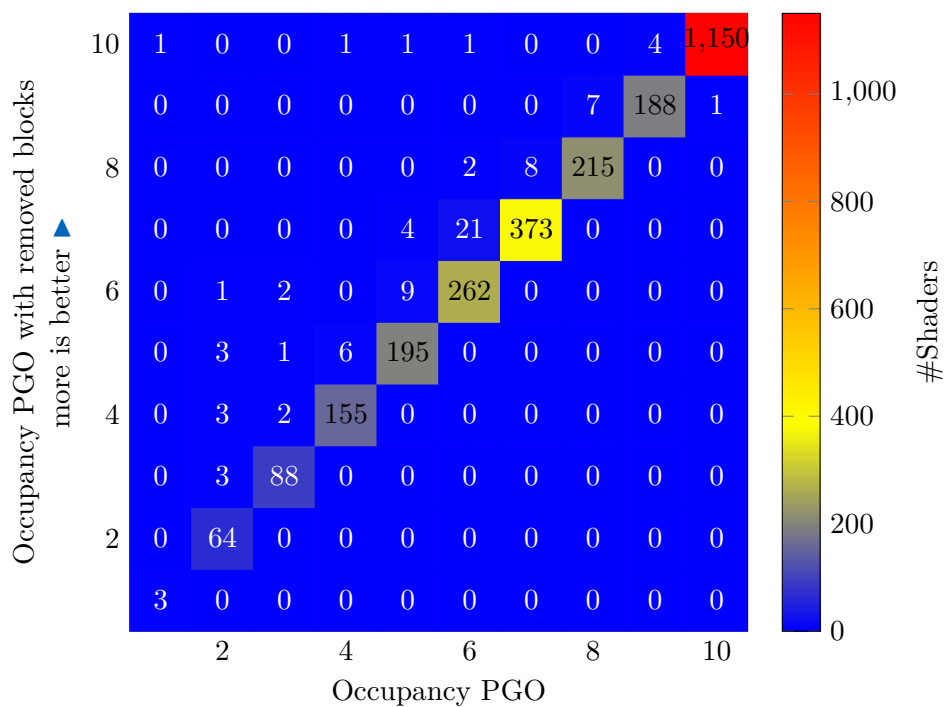 10 1 0 0 1 1 1 0 0 4 1,150
0 0 0 0 0 0 0 7 188 1
8 0 0 0 0 0 2 8 215 0 0
0 0 0 0 4 21 373 0 0 0
6 0 1 2 0 9 262 0 0 0 0
0 3 1 6 195 0 0 0 0 0
4 0 3 2 155 0 0 0 0 0 0
0 3 88 0 0 0 0 0 0 0
2 0 64 0 0 0 0 0 0 0 0
3 0 0 0 0 0 0 0 0 0
2 4 6 8 10
Occupancy PGO
Occupancy PGO with removed blocks
more is better ▲
1,000
800
600
400
200
0
#Shaders